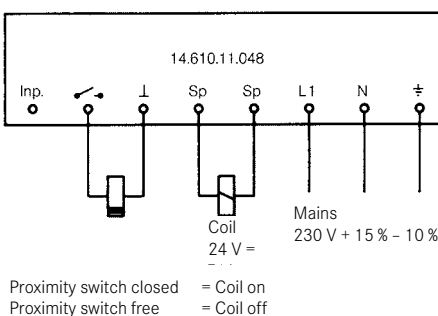 14.610.11.048
Inp. ⊥ Sp Sp L1 N ⏚
Coil
24 V =
Mains
230 V + 15 % – 10 %
Proximity switch closed = Coil on
Proximity switch free = Coil off